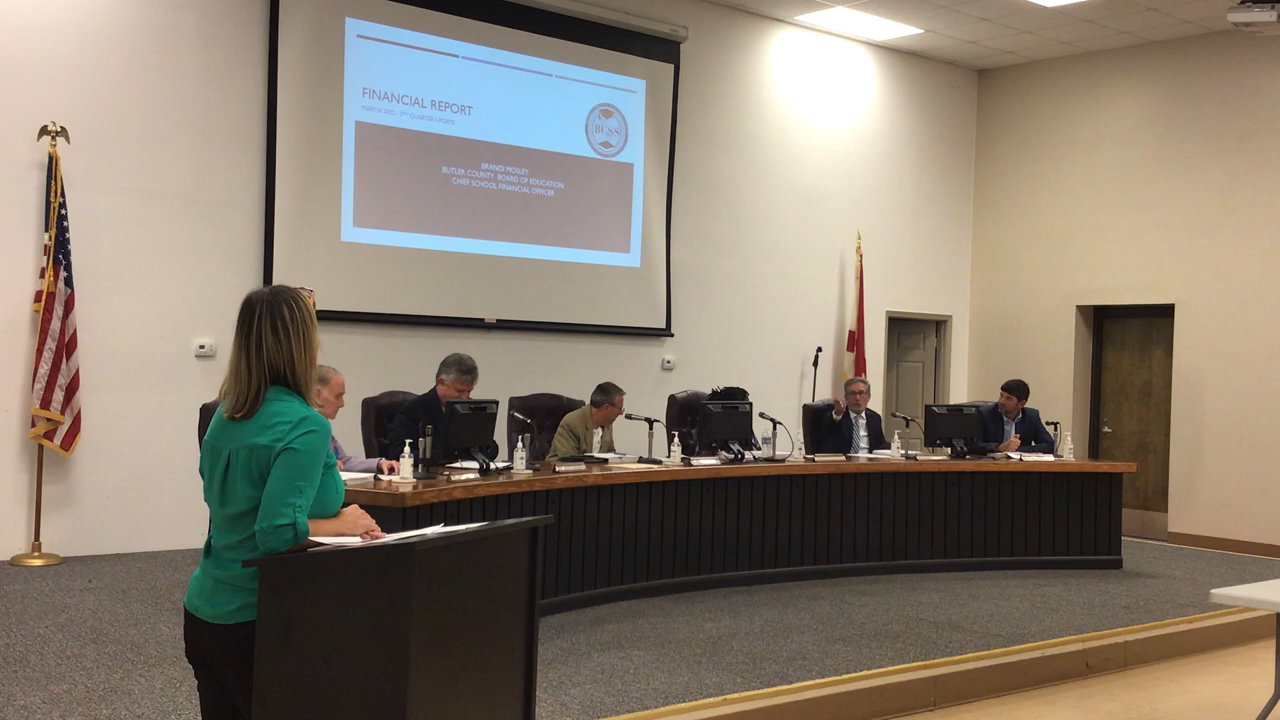 FINANCIAL REPORT
MARCH 2022 - 2ND QUARTER UPDATE
BCSS
BRANDI MOSLEY
BUTLER COUNTY BOARD OF EDUCATION
CHIEF SCHOOL FINANCIAL OFFICER